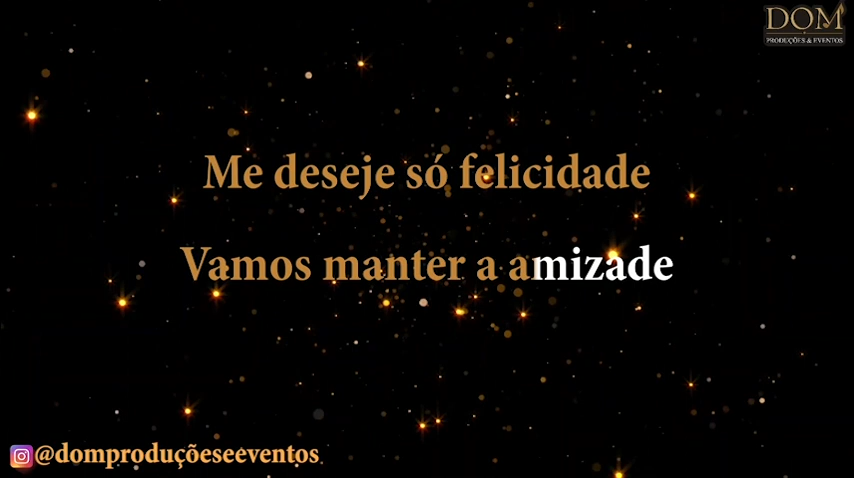 DOM
PRODUÇÕES & EVENTOS
Me deseje só felicidade
Vamos manter a amizade
@domproduçõeseeventos